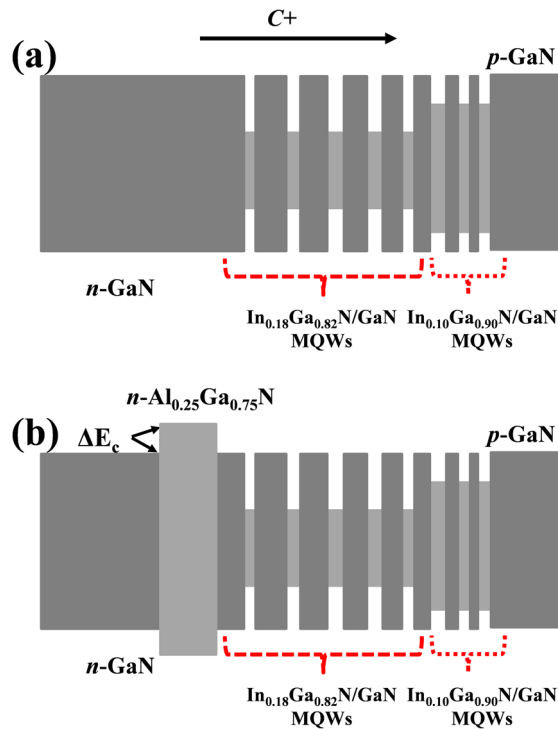 C+
(a)
p-GaN
n-GaN
In₀.₁₈Ga₀.₈₂N/GaN In₀.₁₀Ga₀.₉₀N/GaN
MQWs MQWs
n-Al₀.₂₅Ga₀.₇₅N
(b)
ΔE꜀
p-GaN
n-GaN
In₀.₁₈Ga₀.₈₂N/GaN In₀.₁₀Ga₀.₉₀N/GaN
MQWs MQWs